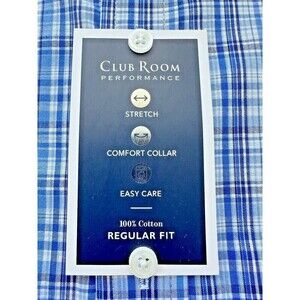 CLUB ROOM
PERFORMANCE
STRETCH
COMFORT COLLAR
EASY CARE
100% Cotton
REGULAR FIT